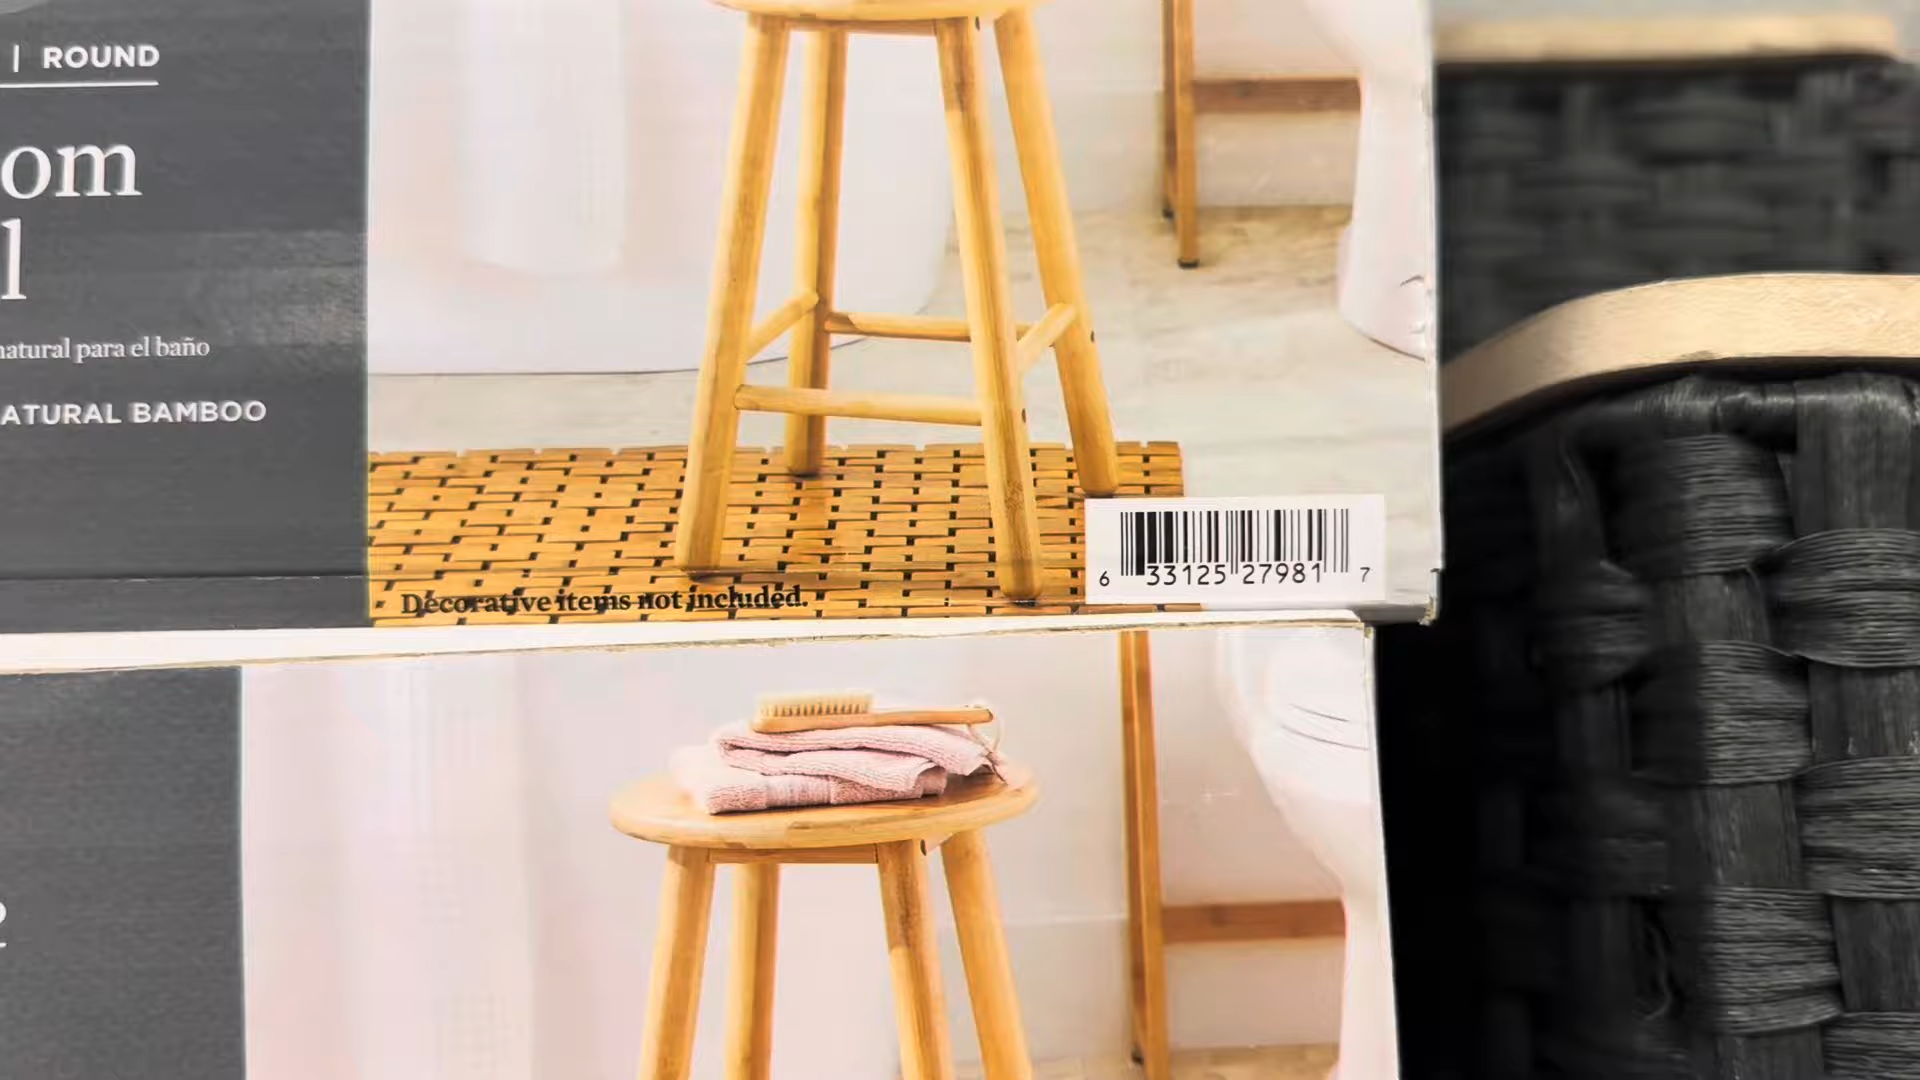 | ROUND
om
l
natural para el baño
ATURAL BAMBOO
Decorative items not included.
6 33125 27981 7